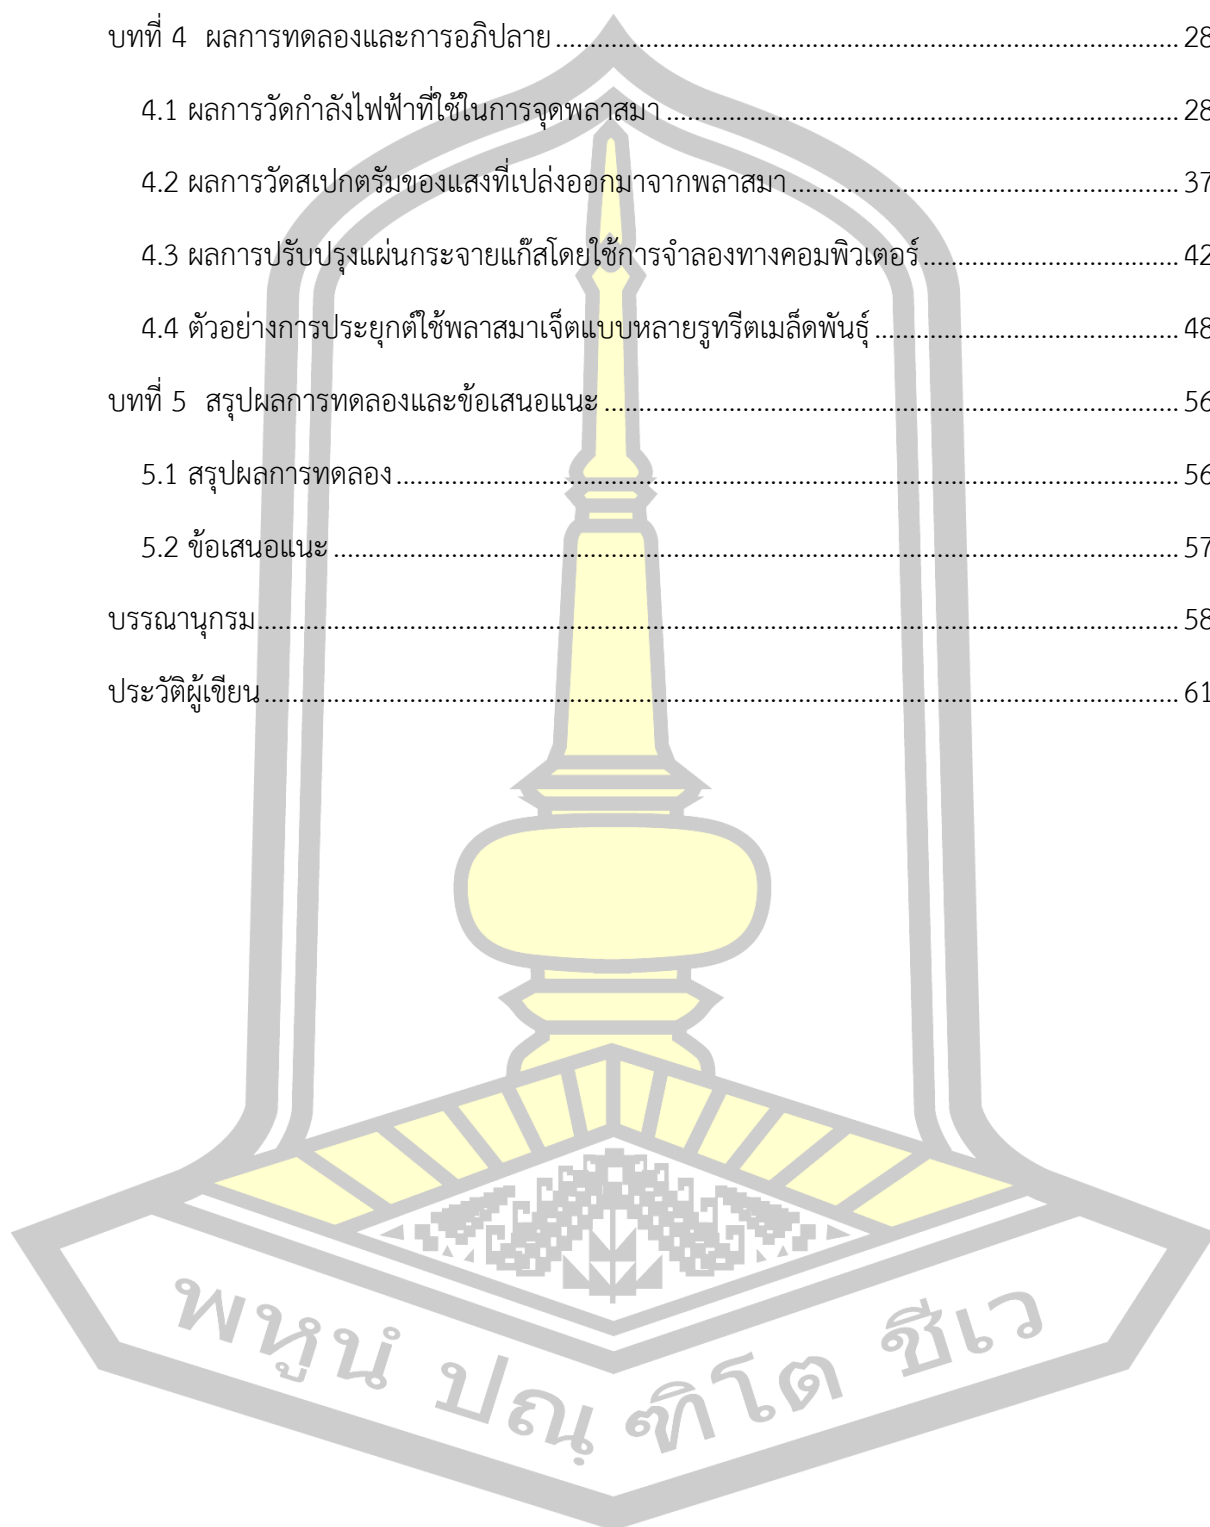 บทที่ 4 ผลการทดลองและการอภิปลาย ........ 28
4.1 ผลการวัดกำลังไฟฟ้าที่ใช้ในการจุดพลาสมา ........ 28
4.2 ผลการวัดสเปกตรัมของแสงที่เปล่งออกมาจากพลาสมา ........ 37
4.3 ผลการปรับปรุงแผ่นกระจายแก๊สโดยใช้การจำลองทางคอมพิวเตอร์ ........ 42
4.4 ตัวอย่างการประยุกต์ใช้พลาสมาเจ็ตแบบหลายรูทรีตเมล็ดพันธุ์ ........ 48
บทที่ 5 สรุปผลการทดลองและข้อเสนอแนะ ........ 56
5.1 สรุปผลการทดลอง ........ 56
5.2 ข้อเสนอแนะ ........ 57
บรรณานุกรม ........ 58
ประวัติผู้เขียน ........ 61
พหูนํ ปณฺฑิโต ชีเว